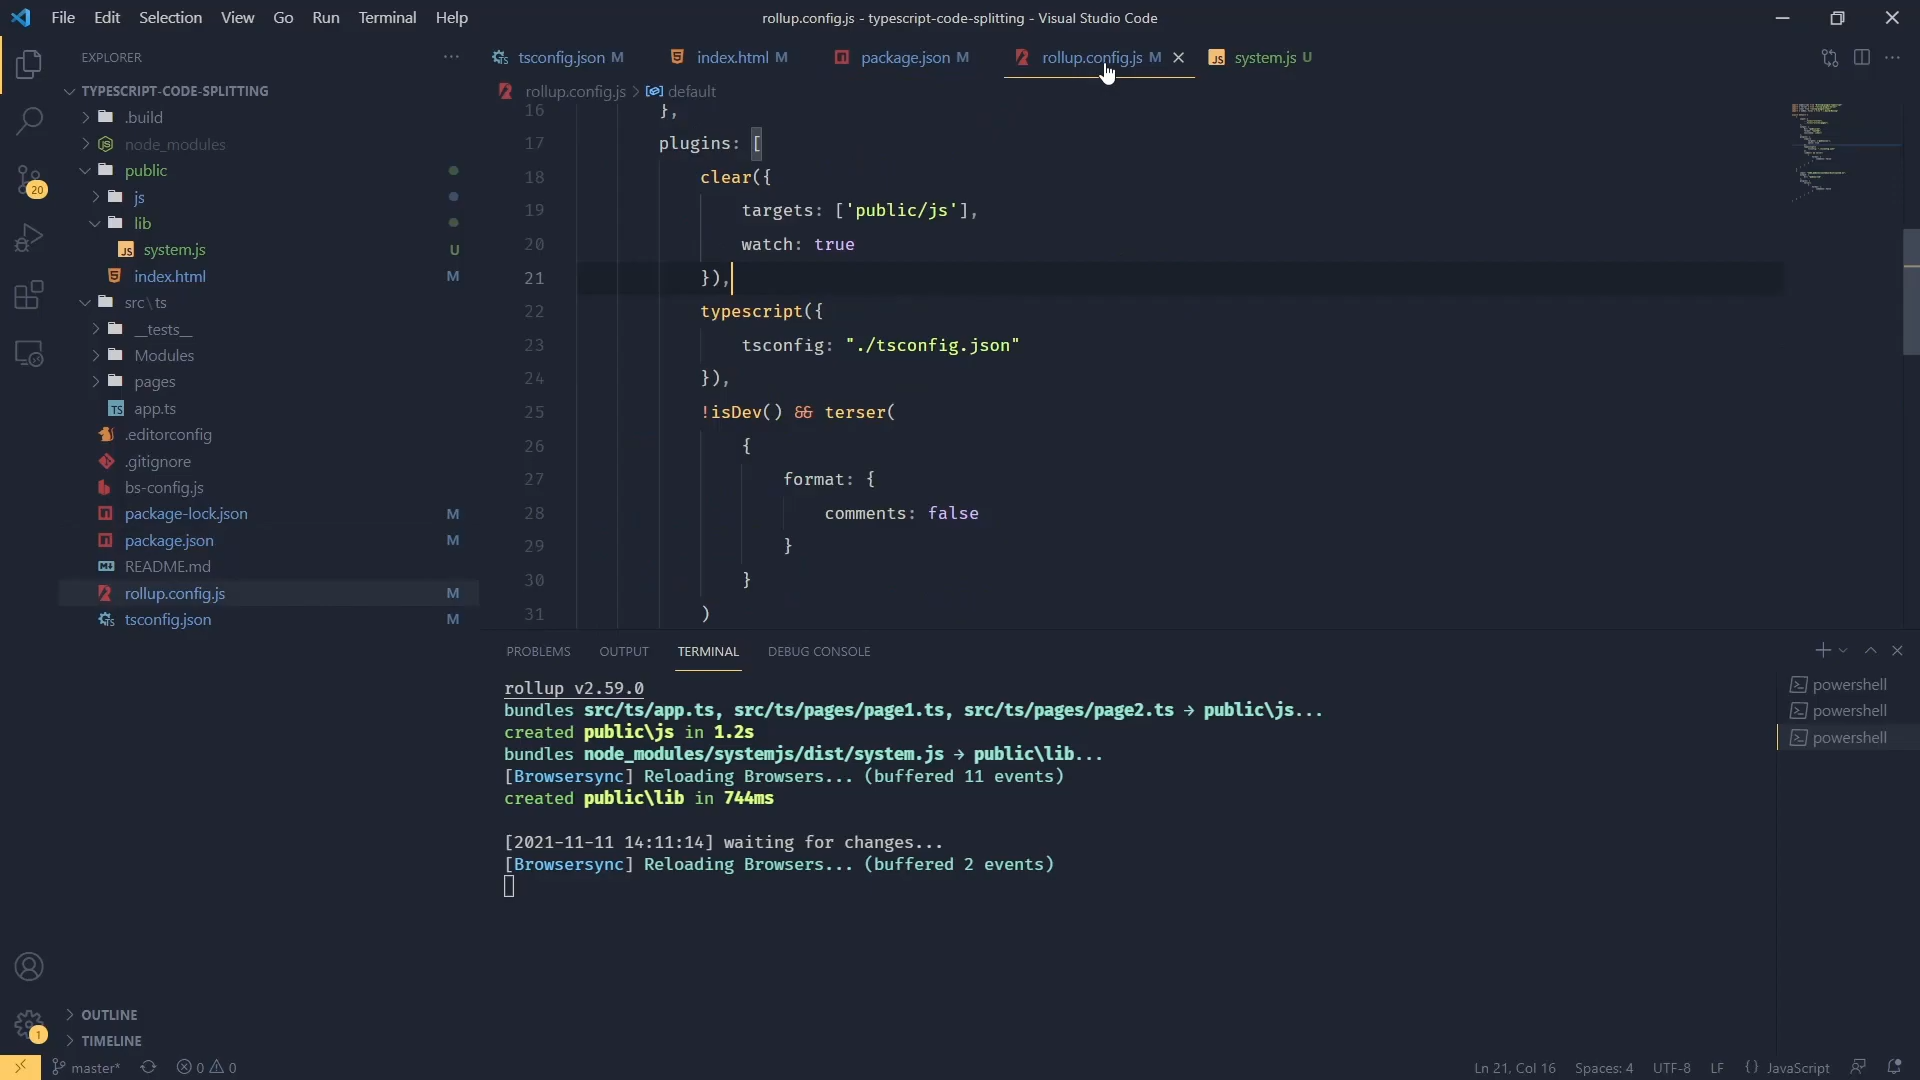 File Edit Selection View Go Run Terminal Help
rollup.config.js - typescript-code-splitting - Visual Studio Code
EXPLORER
TYPESCRIPT-CODE-SPLITTING
.build
node_modules
public
js
lib
system.js U
index.html M
src\ts
__tests__
Modules
pages
app.ts
.editorconfig
.gitignore
bs-config.js
package-lock.json M
package.json M
README.md
rollup.config.js M
tsconfig.json M
OUTLINE
TIMELINE
20
1
tsconfig.json M index.html M package.json M rollup.config.js M system.js U
rollup.config.js > default
16 },
17 plugins: [
18 clear({
19 targets: ['public/js'],
20 watch: true
21 }),
22 typescript({
23 tsconfig: "./tsconfig.json"
24 }),
25 !isDev() && terser(
26 {
27 format: {
28 comments: false
29 }
30 }
31 )
PROBLEMS OUTPUT TERMINAL DEBUG CONSOLE
rollup v2.59.0
bundles src/ts/app.ts, src/ts/pages/page1.ts, src/ts/pages/page2.ts → public\js...
created public\js in 1.2s
bundles node_modules/systemjs/dist/system.js → public\lib...
[Browsersync] Reloading Browsers... (buffered 11 events)
created public\lib in 744ms
[2021-11-11 14:11:14] waiting for changes...
[Browsersync] Reloading Browsers... (buffered 2 events)
powershell
powershell
powershell
master* 0 0
Ln 21, Col 16 Spaces: 4 UTF-8 LF {} JavaScript